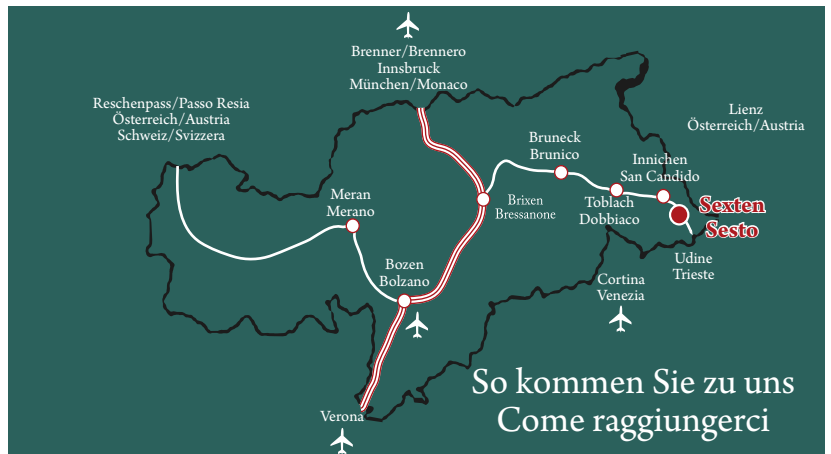 Brenner/Brennero
Innsbruck
München/Monaco
Reschenpass/Passo Resia
Österreich/Austria
Schweiz/Svizzera
Lienz
Österreich/Austria
Bruneck
Brunico
Innichen
San Candido
Meran
Merano
Brixen
Bressanone
Toblach
Dobbiaco
Sexten
Sesto
Bozen
Bolzano
Udine
Trieste
Cortina
Venezia
Verona
So kommen Sie zu uns
Come raggiungerci